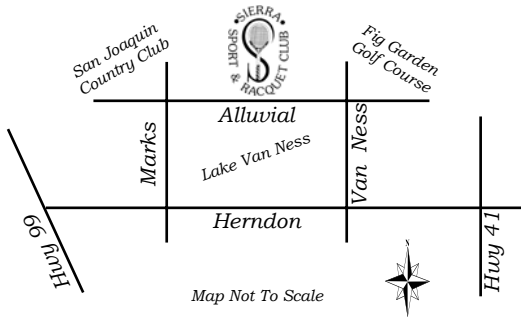 SIERRA
SPORT & RACQUET CLUB
San Joaquin
Country Club
Fig Garden
Golf Course
Alluvial
Marks
Lake Van Ness
Van Ness
Herndon
Hwy 99
Hwy 41
Map Not To Scale
N